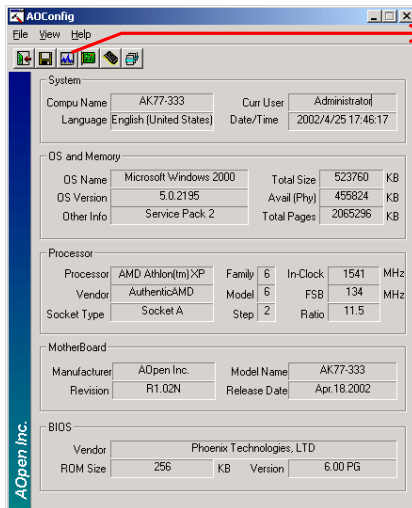 AOConfig
File View Help
System
Compu Name AK77-333 Curr User Administrator
Language English (United States) Date/Time 2002/4/25 17:46:17
OS and Memory
OS Name Microsoft Windows 2000 Total Size 523760 KB
OS Version 5.0.2195 Avail (Phy) 455824 KB
Other Info Service Pack 2 Total Pages 2065296 KB
Processor
Processor AMD Athlon(tm) XP Family 6 In-Clock 1541 MHz
Vendor AuthenticAMD Model 6 FSB 134 MHz
Socket Type Socket A Step 2 Ratio 11.5
MotherBoard
Manufacturer AOpen Inc. Model Name AK77-333
Revision R1.02N Release Date Apr.18.2002
BIOS
Vendor Phoenix Technologies, LTD
ROM Size 256 KB Version 6.00 PG
AOpen Inc.